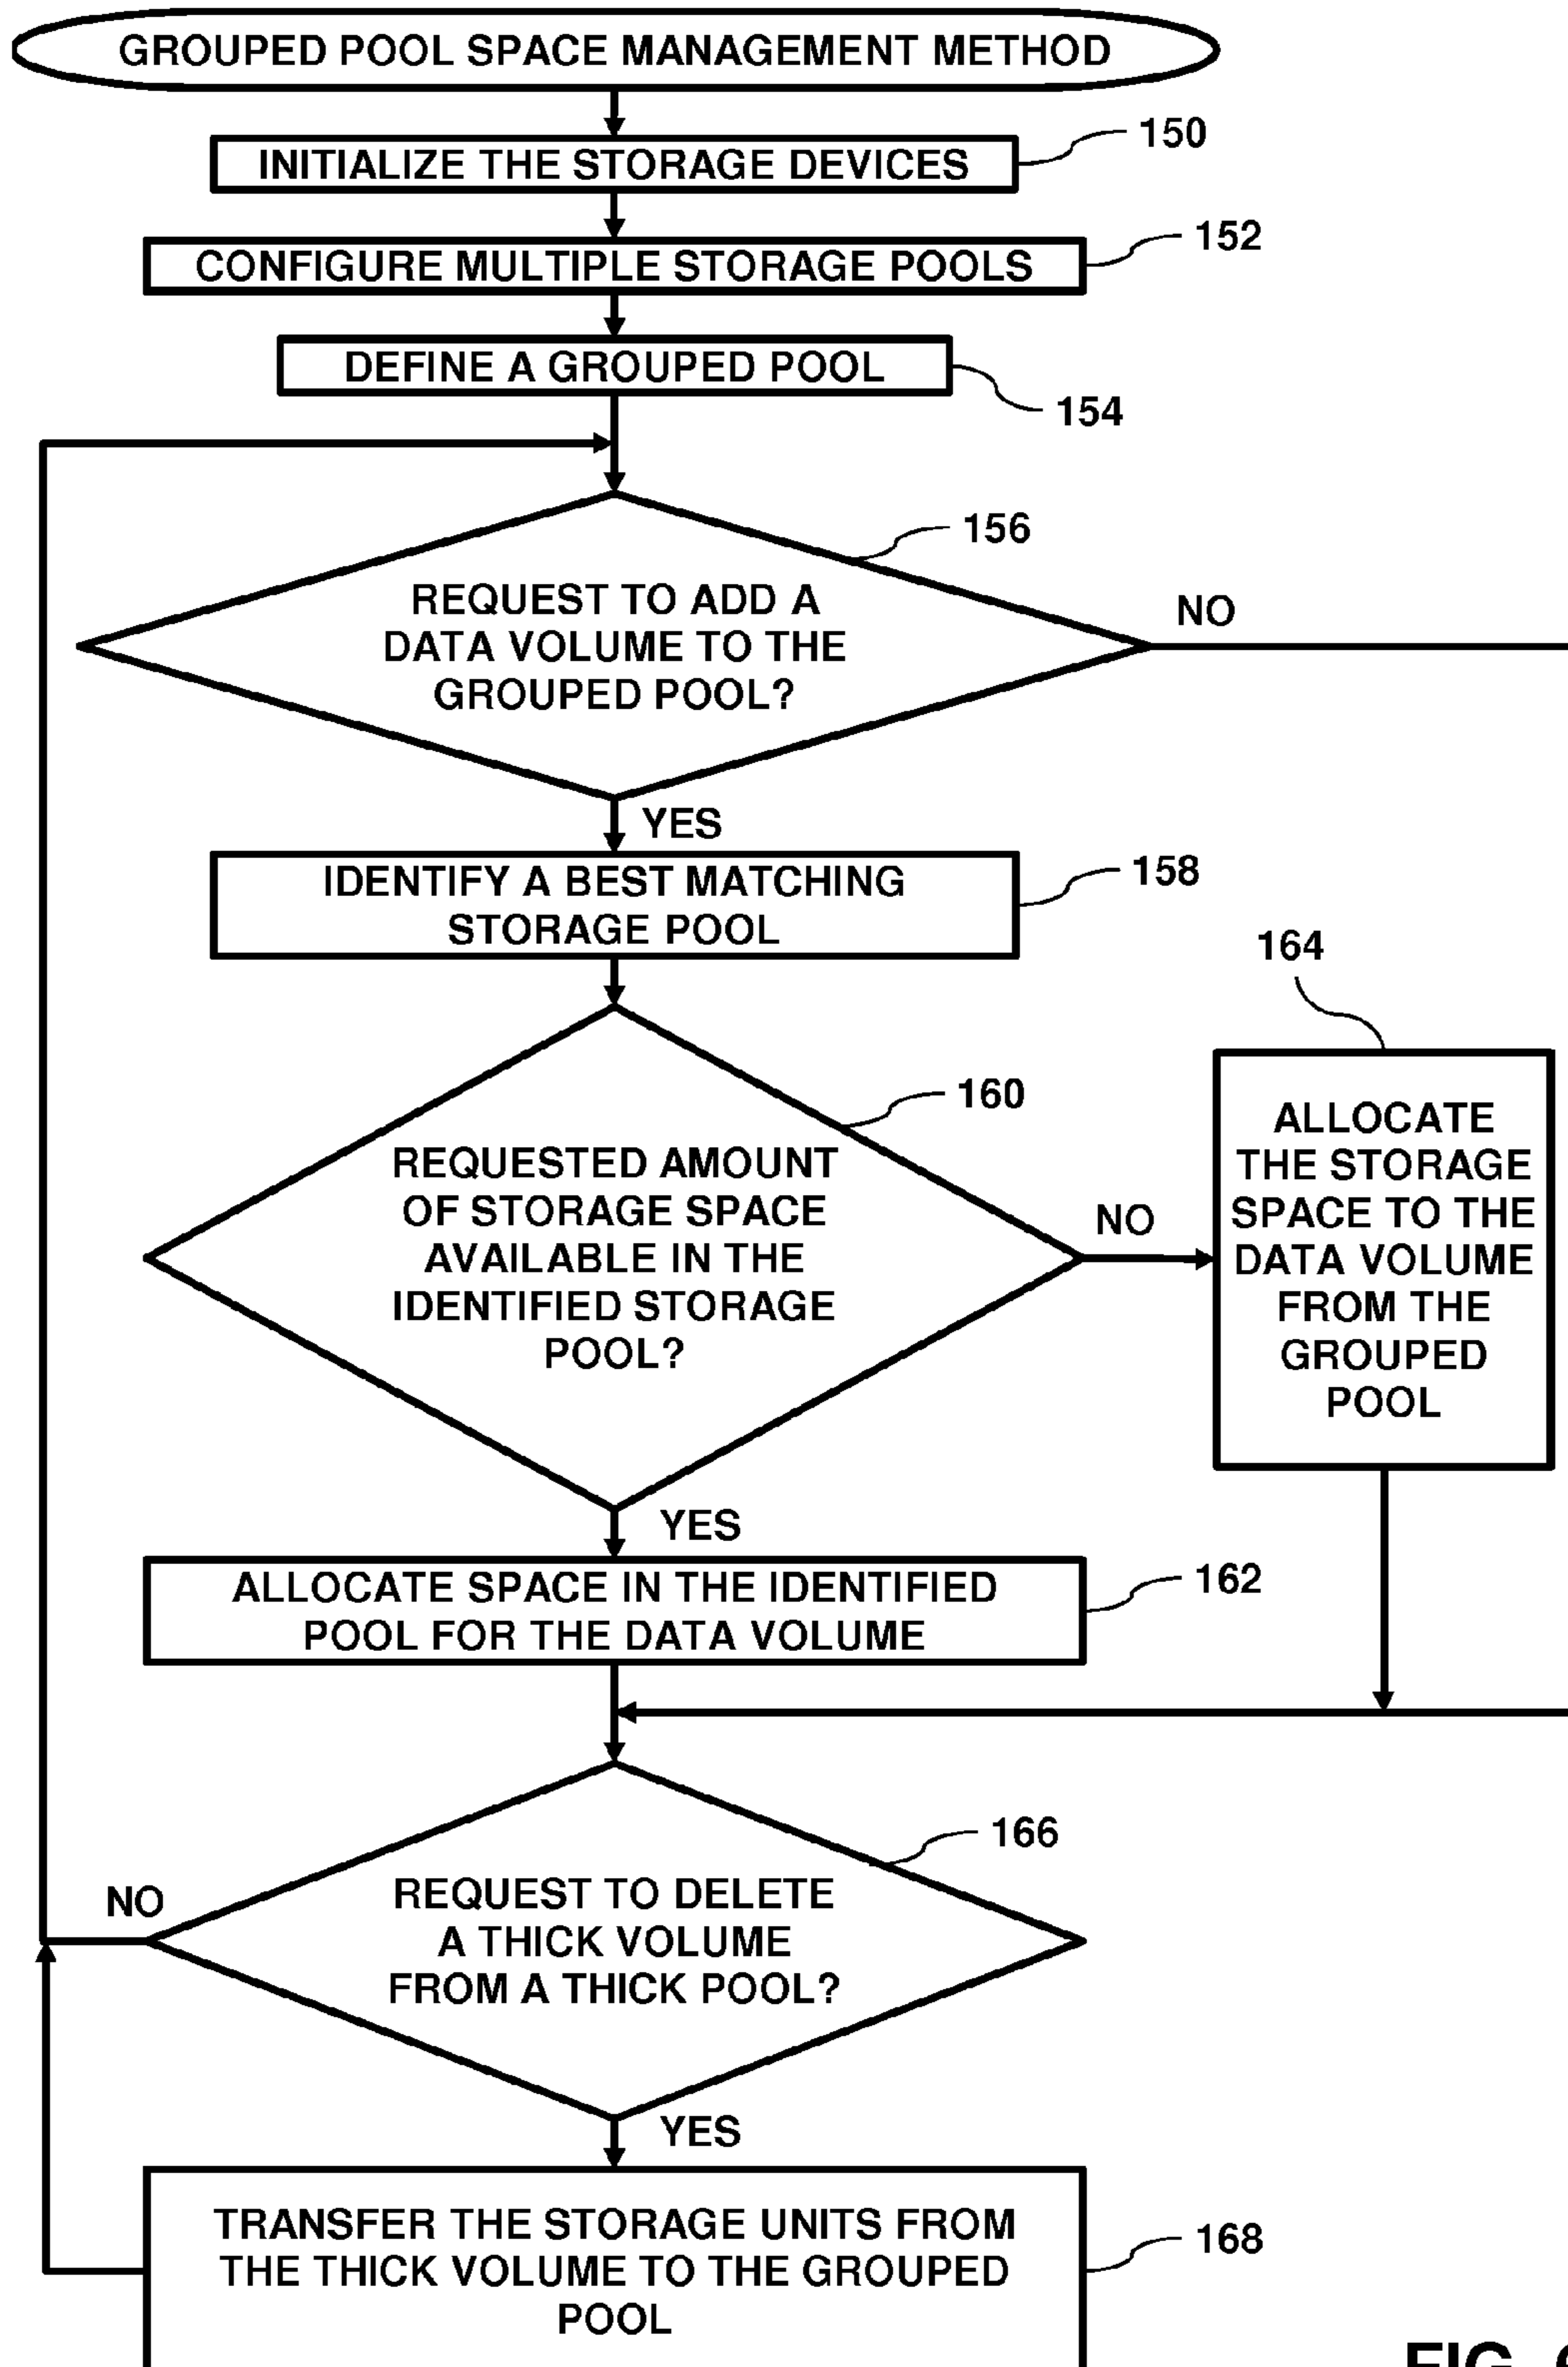 GROUPED POOL SPACE MANAGEMENT METHOD
150
INITIALIZE THE STORAGE DEVICES
152
CONFIGURE MULTIPLE STORAGE POOLS
DEFINE A GROUPED POOL
154
156
REQUEST TO ADD A
DATA VOLUME TO THE
GROUPED POOL?
NO
YES
158
IDENTIFY A BEST MATCHING
STORAGE POOL
160
REQUESTED AMOUNT
OF STORAGE SPACE
AVAILABLE IN THE
IDENTIFIED STORAGE
POOL?
NO
164
ALLOCATE
THE STORAGE
SPACE TO THE
DATA VOLUME
FROM THE
GROUPED
POOL
YES
162
ALLOCATE SPACE IN THE IDENTIFIED
POOL FOR THE DATA VOLUME
166
REQUEST TO DELETE
A THICK VOLUME
FROM A THICK POOL?
NO
YES
168
TRANSFER THE STORAGE UNITS FROM
THE THICK VOLUME TO THE GROUPED
POOL
FIG.